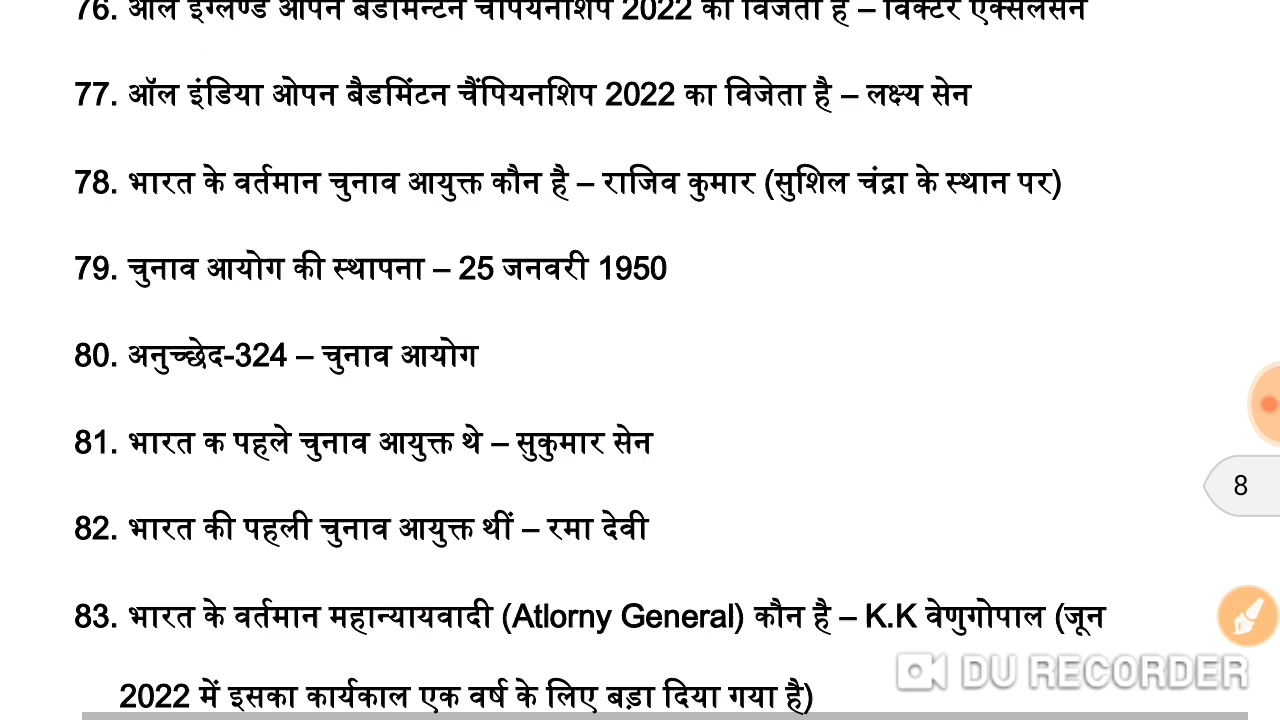 76. ऑल इंग्लैण्ड ओपन बैडमिन्टन चैंपियनशिप 2022 का विजेता है – विक्टर एक्सेलसन
77. ऑल इंडिया ओपन बैडमिंटन चैंपियनशिप 2022 का विजेता है – लक्ष्य सेन
78. भारत के वर्तमान चुनाव आयुक्त कौन है – राजिव कुमार (सुशिल चंद्रा के स्थान पर)
79. चुनाव आयोग की स्थापना – 25 जनवरी 1950
80. अनुच्छेद-324 – चुनाव आयोग
81. भारत क पहले चुनाव आयुक्त थे – सुकुमार सेन
82. भारत की पहली चुनाव आयुक्त थीं – रमा देवी
83. भारत के वर्तमान महान्यायवादी (Atlorny General) कौन है – K.K वेणुगोपाल (जून
2022 में इसका कार्यकाल एक वर्ष के लिए बड़ा दिया गया है)
8
DU RECORDER